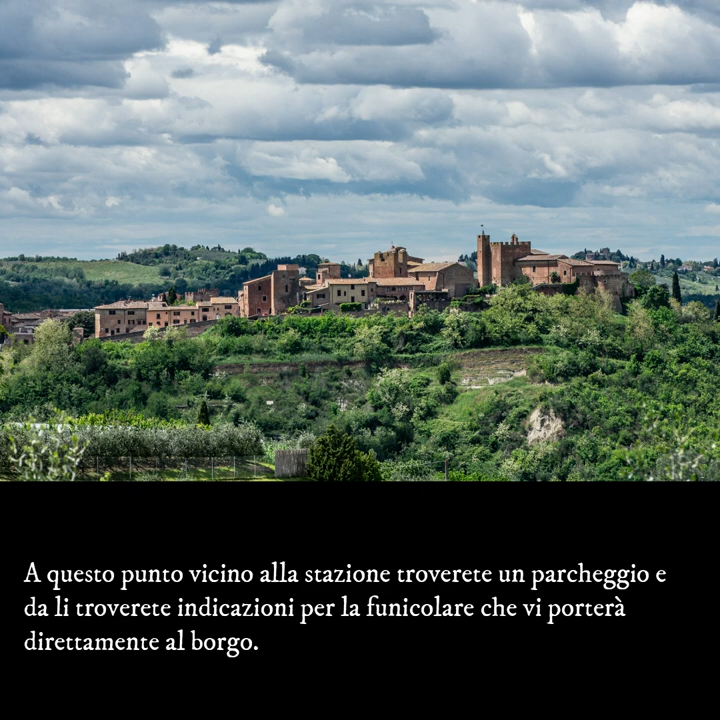 A questo punto vicino alla stazione troverete un parcheggio e
da li troverete indicazioni per la funicolare che vi porterà
direttamente al borgo.